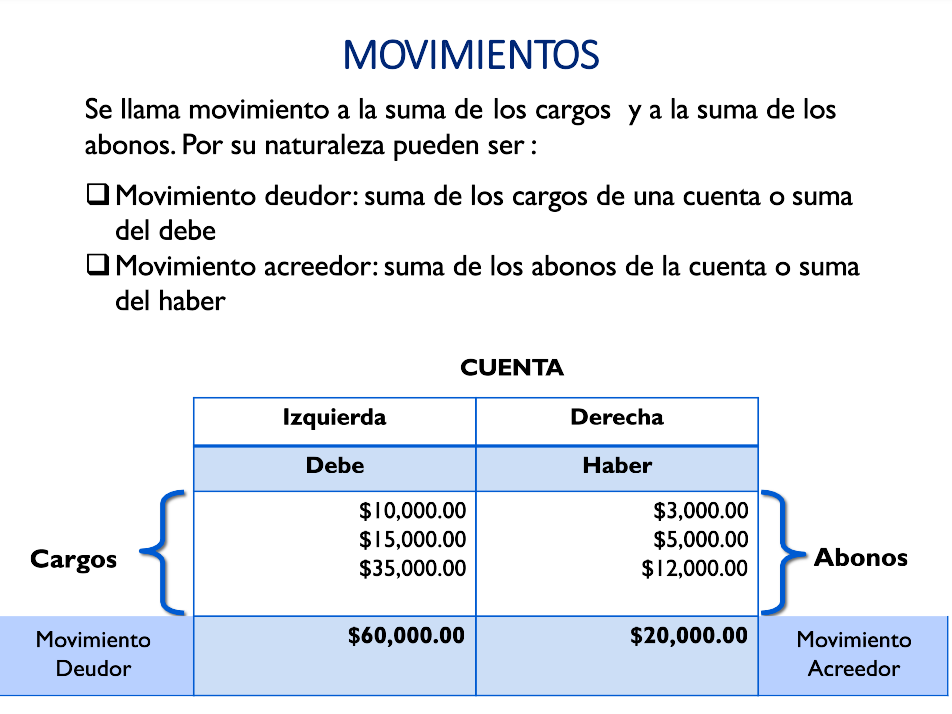 MOVIMIENTOS
Se llama movimiento a la suma de los cargos y a la suma de los
abonos. Por su naturaleza pueden ser :
❑ Movimiento deudor: suma de los cargos de una cuenta o suma
del debe
❑ Movimiento acreedor: suma de los abonos de la cuenta o suma
del haber
CUENTA
Izquierda Derecha
Debe Haber
$10,000.00 $3,000.00
$15,000.00 $5,000.00
$35,000.00 $12,000.00
Cargos Abonos
Movimiento $60,000.00 $20,000.00 Movimiento
Deudor Acreedor